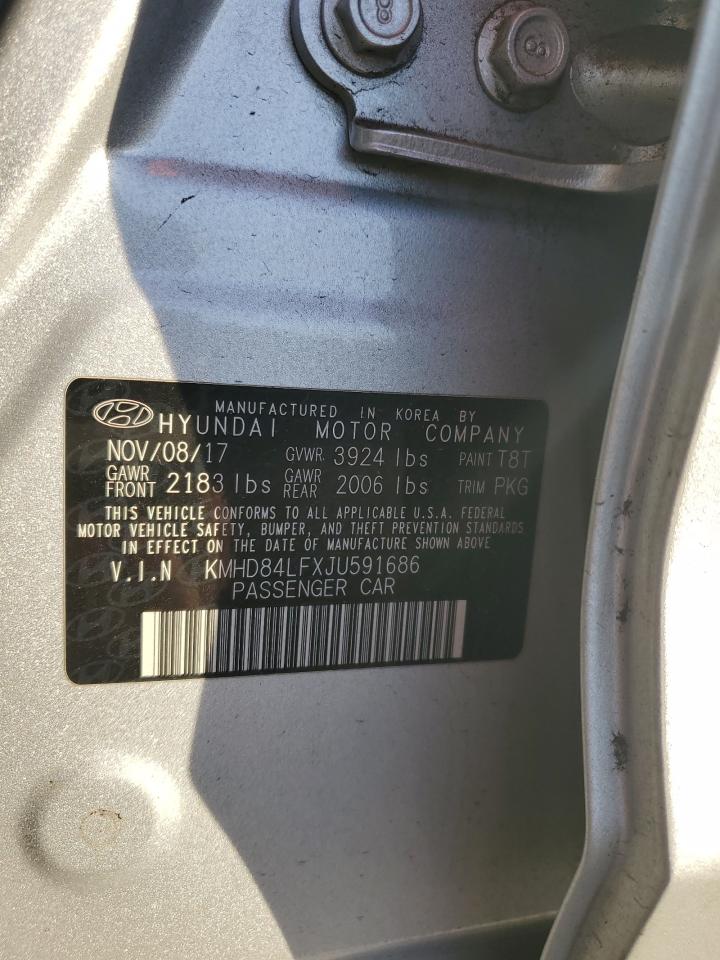 8
8
MANUFACTURED IN KOREA BY
HYUNDAI MOTOR COMPANY
NOV/08/17 GVWR 3924 lbs PAINT T8T
GAWR FRONT 2183 lbs GAWR REAR 2006 lbs TRIM PKG
THIS VEHICLE CONFORMS TO ALL APPLICABLE U.S.A. FEDERAL
MOTOR VEHICLE SAFETY, BUMPER, AND THEFT PREVENTION STANDARDS
IN EFFECT ON THE DATE OF MANUFACTURE SHOWN ABOVE.
V.I.N KMHD84LFXJU591686
PASSENGER CAR